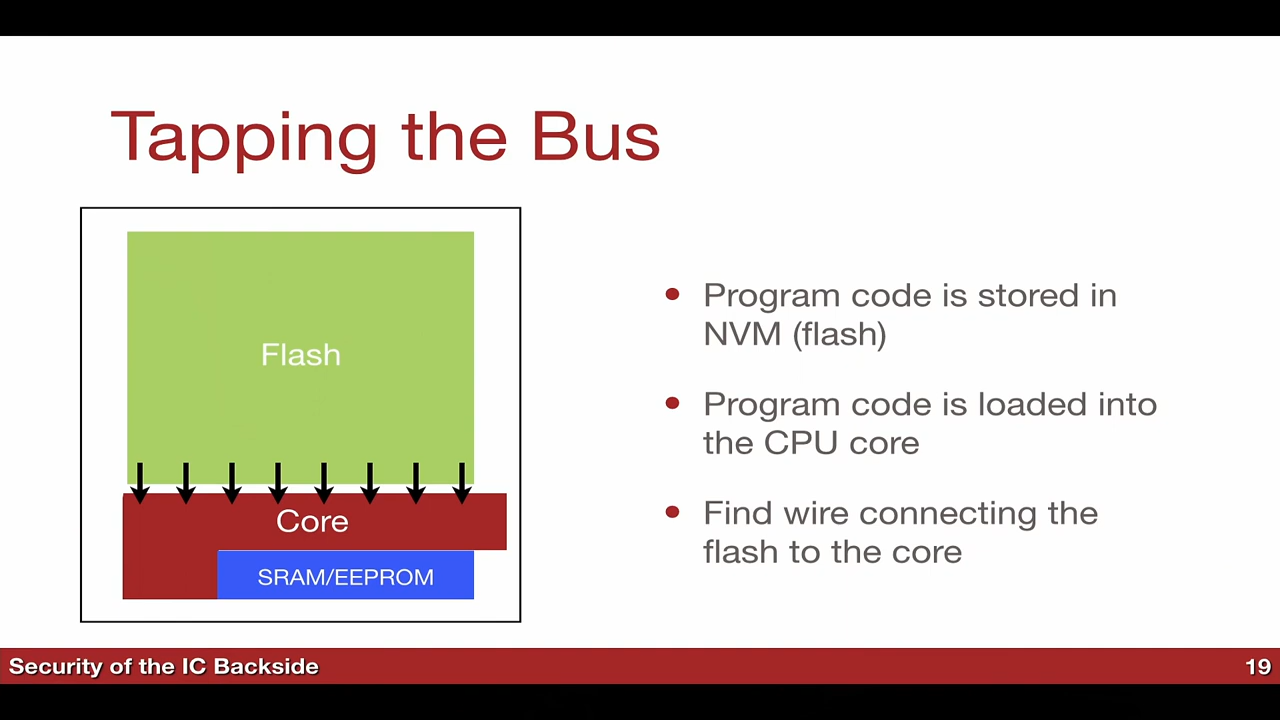 Tapping the Bus
Flash
Core
SRAM/EEPROM
Program code is stored in
NVM (flash)
Program code is loaded into
the CPU core
Find wire connecting the
flash to the core
Security of the IC Backside
19